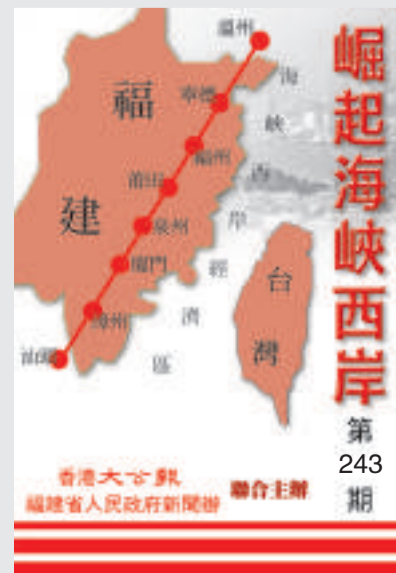 崛起海峽西岸
第
243
期
溫州
寧德
福州
莆田
泉州
廈門
漳州
汕頭
福建
海峽西岸經濟區
台灣
香港大公報
福建省人民政府新聞辦
聯合主辦